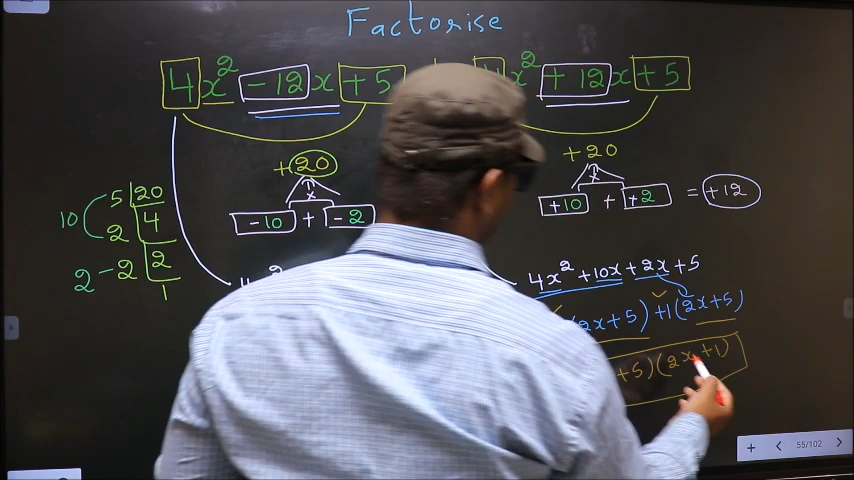 Factorise
4x² -12x +5
x² +12x +5
+20
-10 + -2
5 20
2 4
2 2
1
10
2
+20
x
+10 + +2 = +12
4x² +10x +2x +5
(2x+5) +1(2x+5)
+5)(2x+1)
55/102